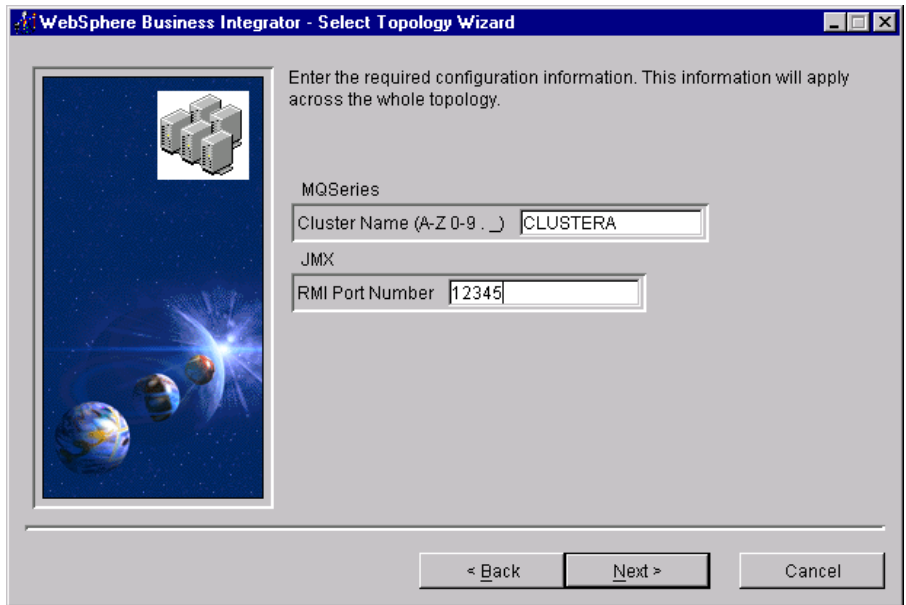 WebSphere Business Integrator - Select Topology Wizard
Enter the required configuration information. This information will apply
across the whole topology.
MQSeries
Cluster Name (A-Z 0-9 . _) CLUSTERA
JMX
RMI Port Number 12345
< Back Next > Cancel